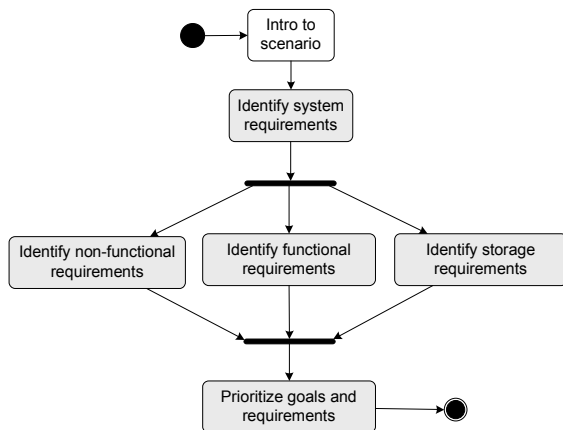 Intro to
scenario
Identify system
requirements
Identify non-functional
requirements
Identify functional
requirements
Identify storage
requirements
Prioritize goals and
requirements